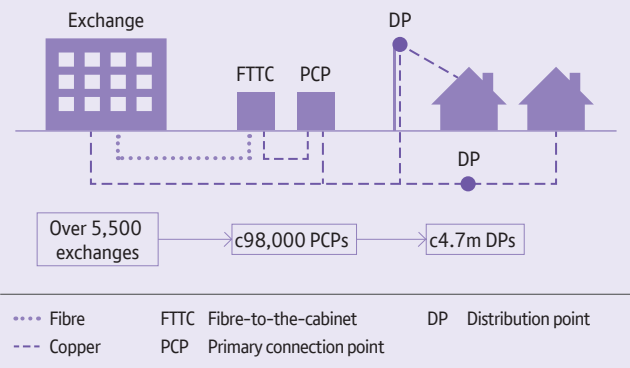 Exchange
DP
FTTC
PCP
DP
Over 5,500
exchanges
c98,000 PCPs
c4.7m DPs
Fibre
FTTC Fibre-to-the-cabinet
DP Distribution point
Copper
PCP Primary connection point